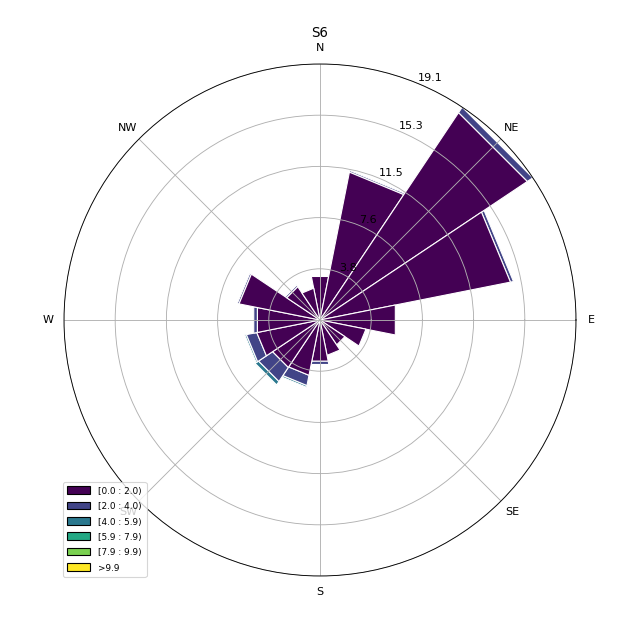 S6
N
19.1
NW
15.3
NE
11.5
7.6
3.8
W
E
[0.0 : 2.0)
[2.0 : 4.0)
SW
SE
[4.0 : 5.9)
[5.9 : 7.9)
[7.9 : 9.9)
>9.9
S